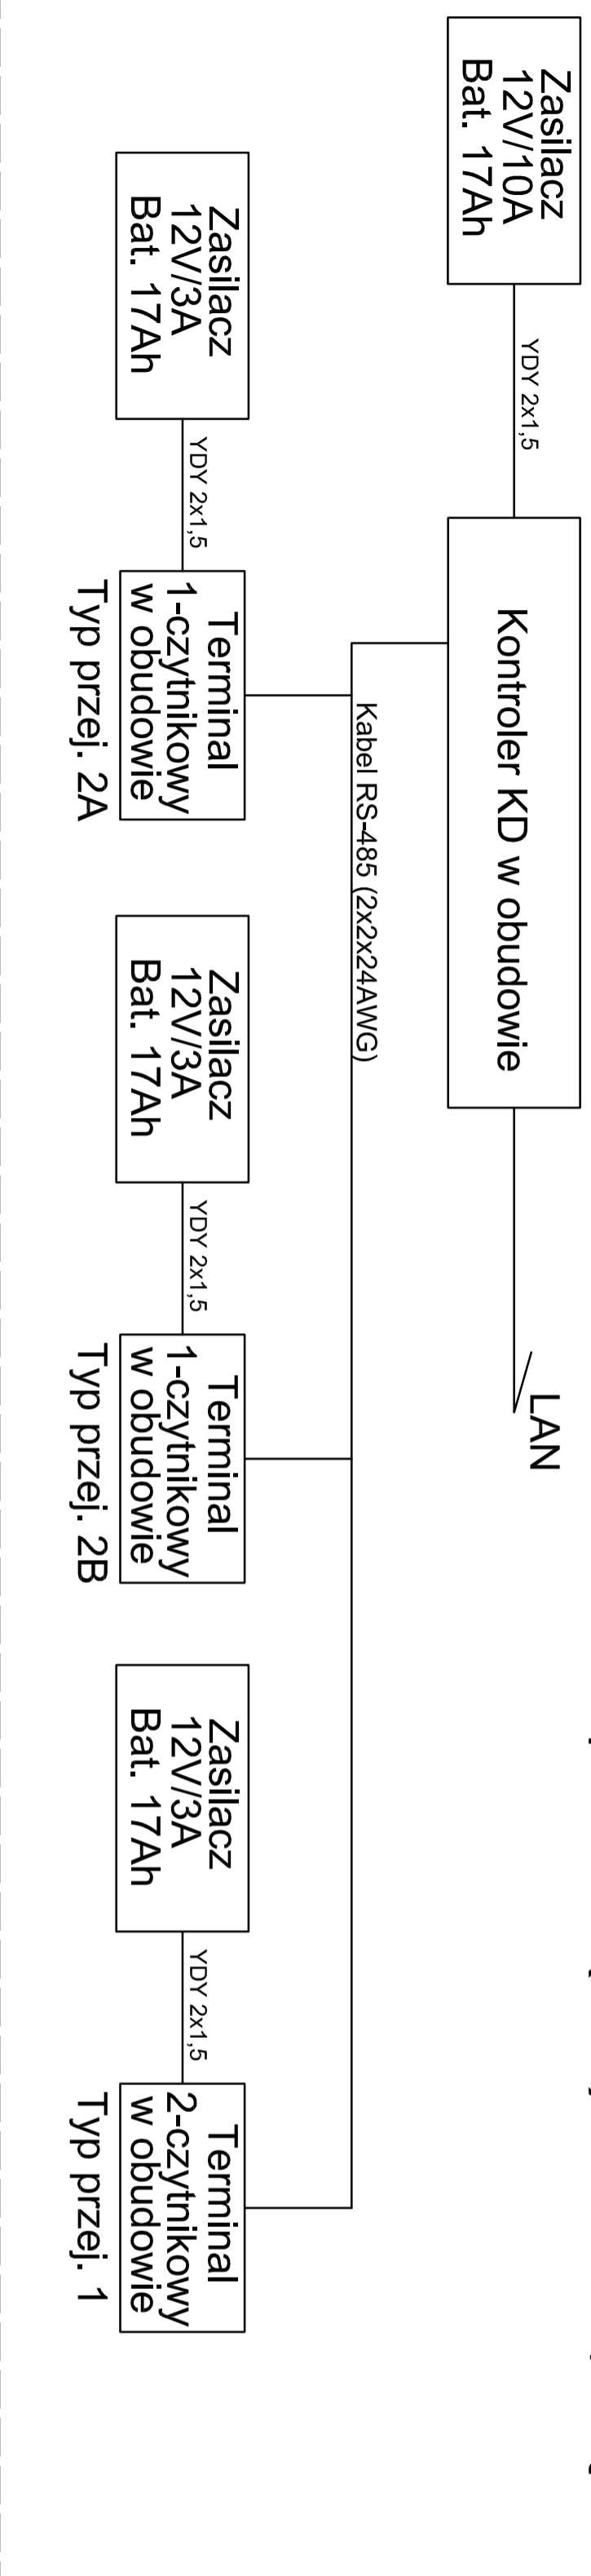 Zasilacz
12V/10A
Bat. 17Ah
YDY 2x1,5
Kontroler KD w obudowie
LAN
Kabel RS-485 (2x2x24AWG)
Zasilacz
12V/3A
Bat. 17Ah
YDY 2x1,5
Terminal
1-czytnikowy
w obudowie
Typ przej. 2A
Zasilacz
12V/3A
Bat. 17Ah
YDY 2x1,5
Terminal
1-czytnikowy
w obudowie
Typ przej. 2B
Zasilacz
12V/3A
Bat. 17Ah
YDY 2x1,5
Terminal
2-czytnikowy
w obudowie
Typ przej. 1